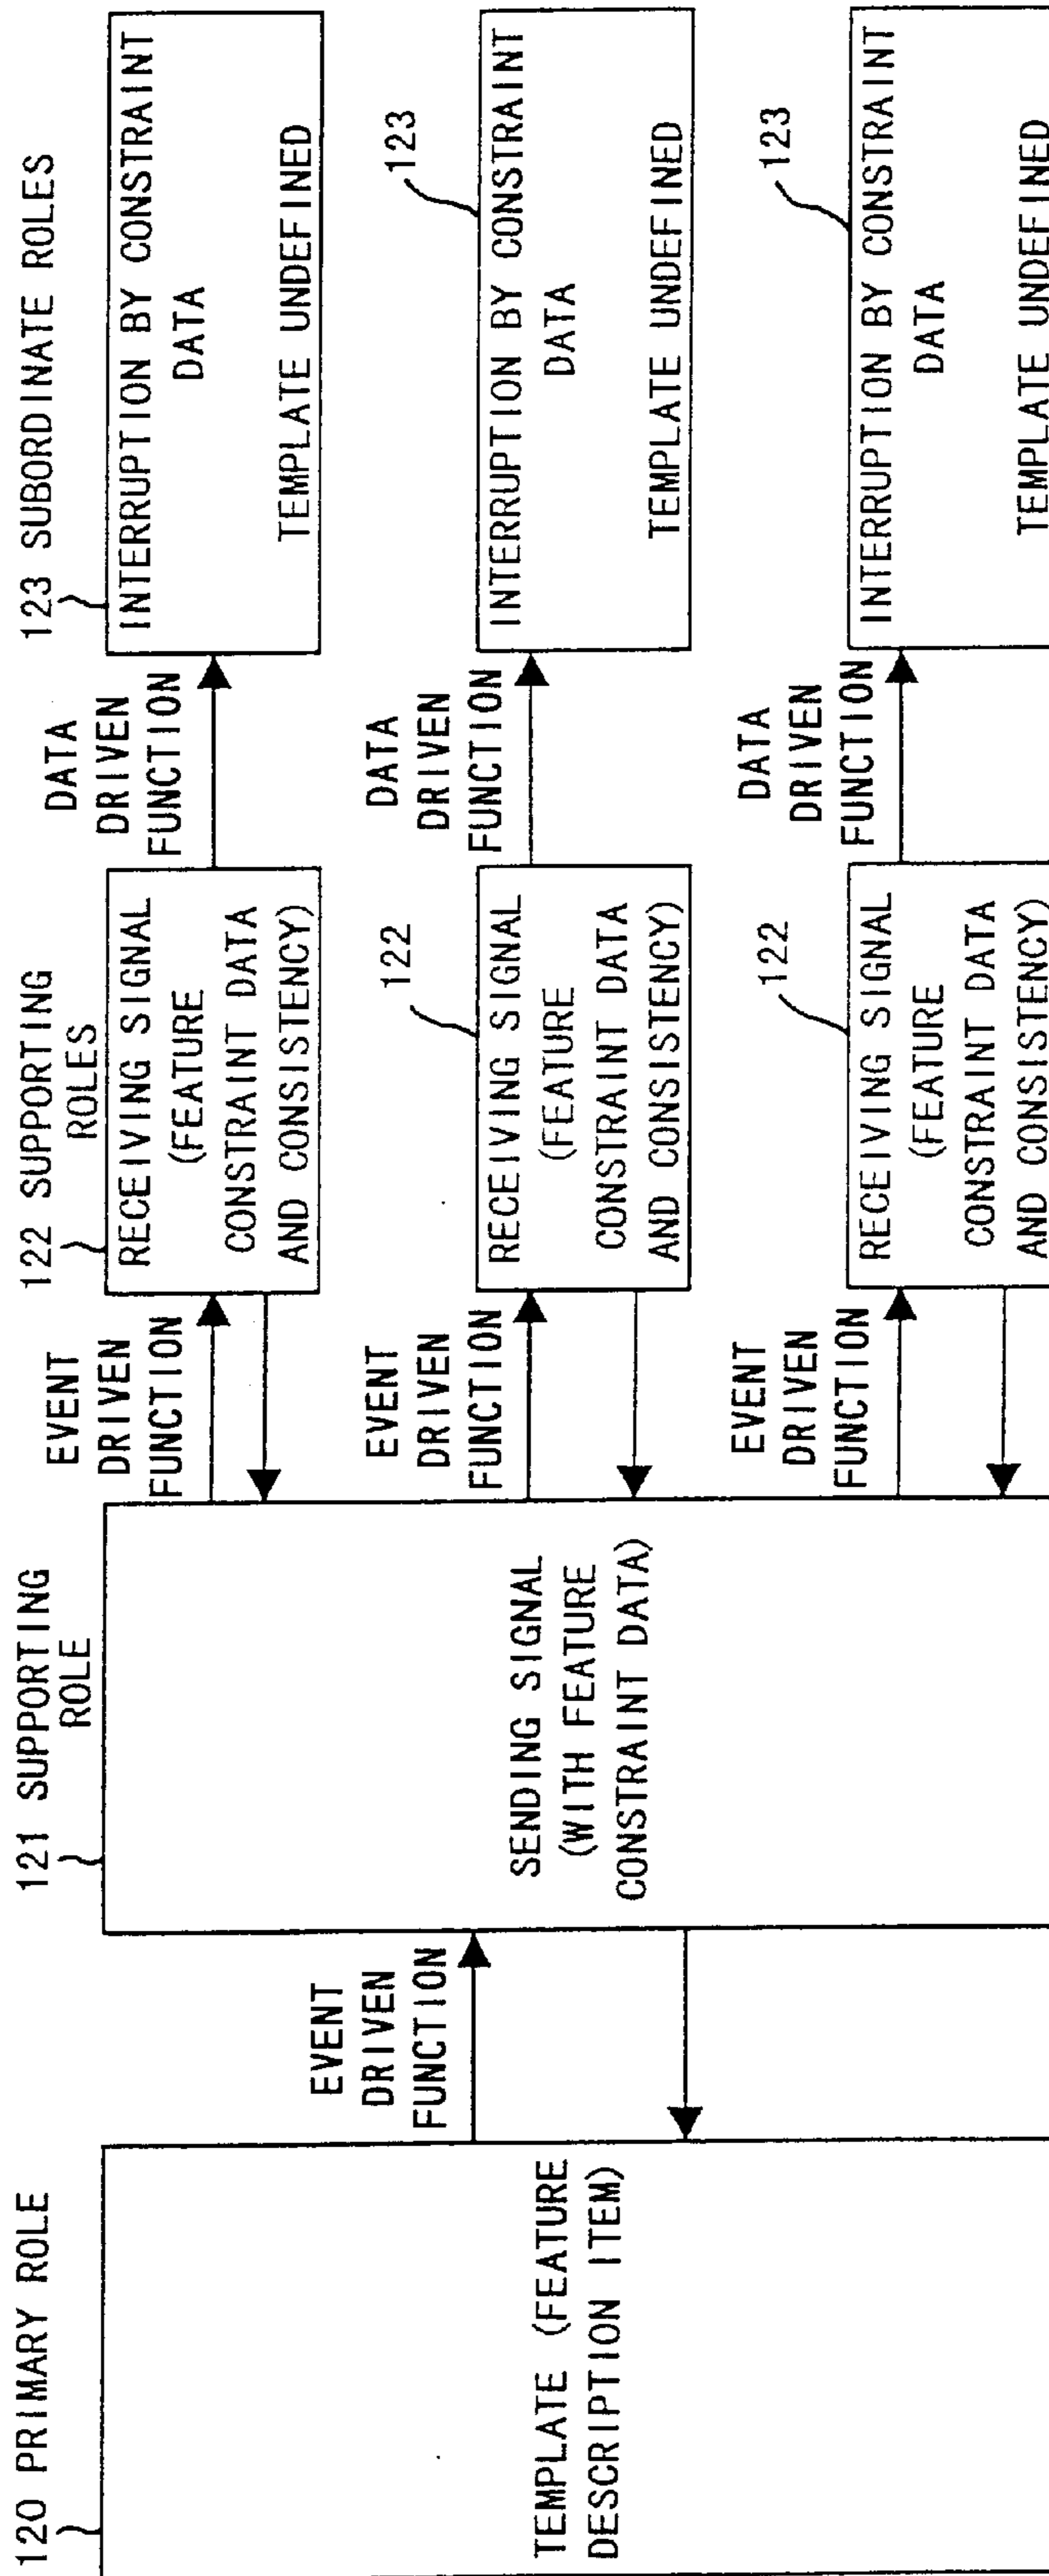 120 PRIMARY ROLE
TEMPLATE (FEATURE
DESCRIPTION ITEM)
EVENT
DRIVEN
FUNCTION
121 SUPPORTING
ROLE
SENDING SIGNAL
(WITH FEATURE
CONSTRAINT DATA)
EVENT
DRIVEN
FUNCTION
122 SUPPORTING
ROLES
RECEIVING SIGNAL
(FEATURE
CONSTRAINT DATA
AND CONSISTENCY)
DATA
DRIVEN
FUNCTION
123 SUBORDINATE ROLES
INTERRUPTION BY CONSTRAINT
DATA
TEMPLATE UNDEFINED
EVENT
DRIVEN
FUNCTION
122
RECEIVING SIGNAL
(FEATURE
CONSTRAINT DATA
AND CONSISTENCY)
DATA
DRIVEN
FUNCTION
123
INTERRUPTION BY CONSTRAINT
DATA
TEMPLATE UNDEFINED
EVENT
DRIVEN
FUNCTION
122
RECEIVING SIGNAL
(FEATURE
CONSTRAINT DATA
AND CONSISTENCY)
DATA
DRIVEN
FUNCTION
123
INTERRUPTION BY CONSTRAINT
DATA
TEMPLATE UNDEFINED